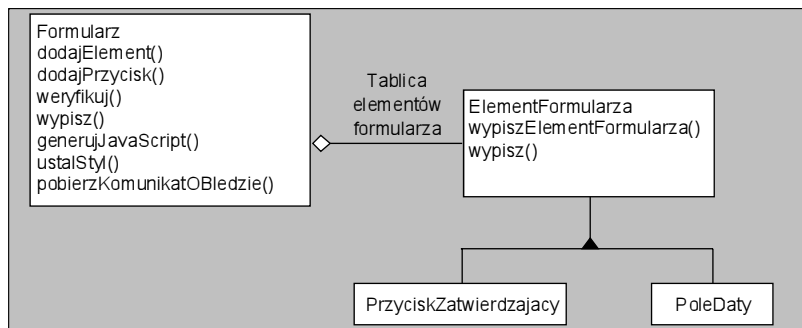 Formularz
dodajElement()
dodajPrzycisk()
weryfikuj()
wypisz()
generujJavaScript()
ustalStyl()
pobierzKomunikatOBledzie()
Tablica
elementów
formularza
ElementFormularza
wypiszElementFormularza()
wypisz()
PrzyciskZatwierdzajacy
PoleDaty